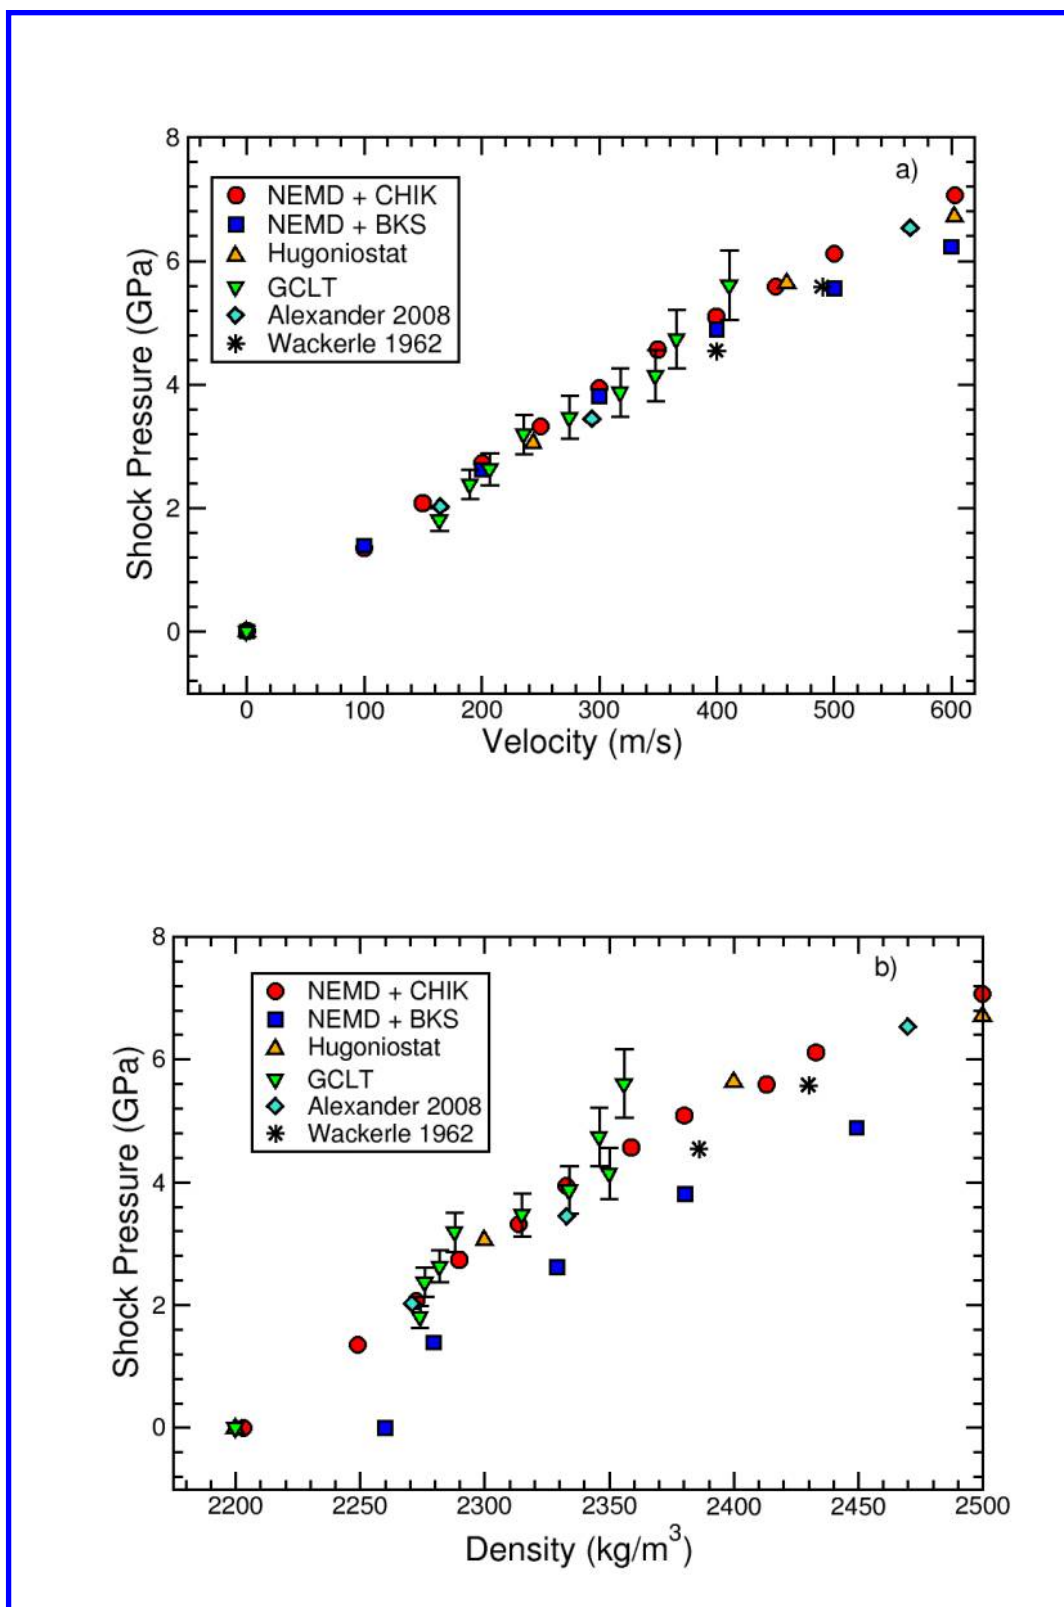 8
a)
NEMD + CHIK
NEMD + BKS
Hugoniostat
GCLT
Alexander 2008
Wackerle 1962
6
4
2
0
Shock Pressure (GPa)
0 100 200 300 400 500 600
Velocity (m/s)
8
b)
NEMD + CHIK
NEMD + BKS
Hugoniostat
GCLT
Alexander 2008
Wackerle 1962
6
4
2
0
Shock Pressure (GPa)
2200 2250 2300 2350 2400 2450 2500
Density (kg/m³)